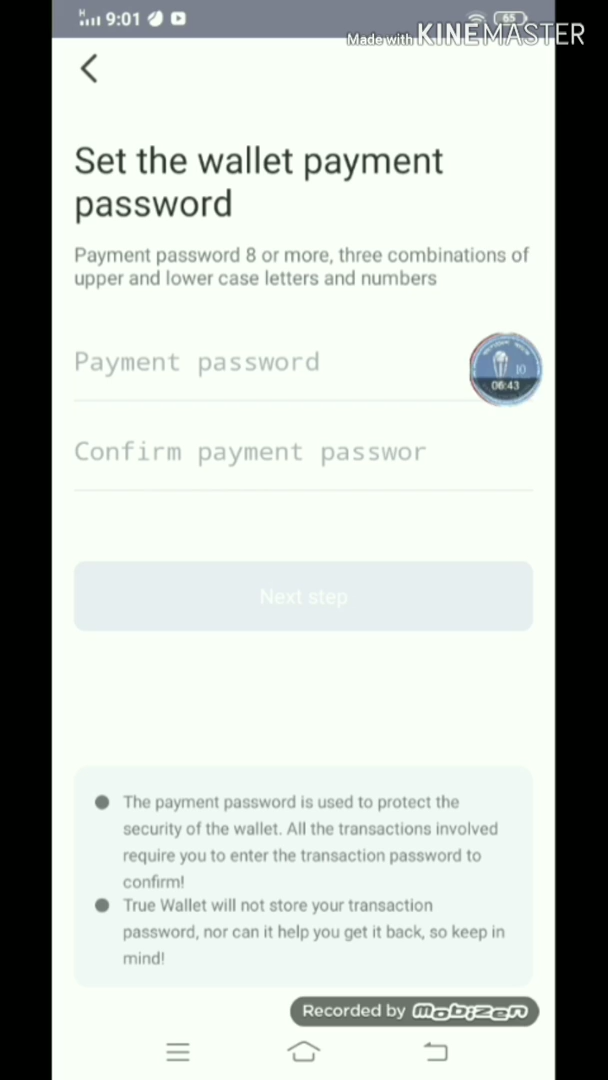 H 9:01 65
Made with KINEMASTER
Set the wallet payment
password
Payment password 8 or more, three combinations of
upper and lower case letters and numbers
Payment password
10
06:43
Confirm payment passwor
Next step
The payment password is used to protect the
security of the wallet. All the transactions involved
require you to enter the transaction password to
confirm!
True Wallet will not store your transaction
password, nor can it help you get it back, so keep in
mind!
Recorded by mobizen